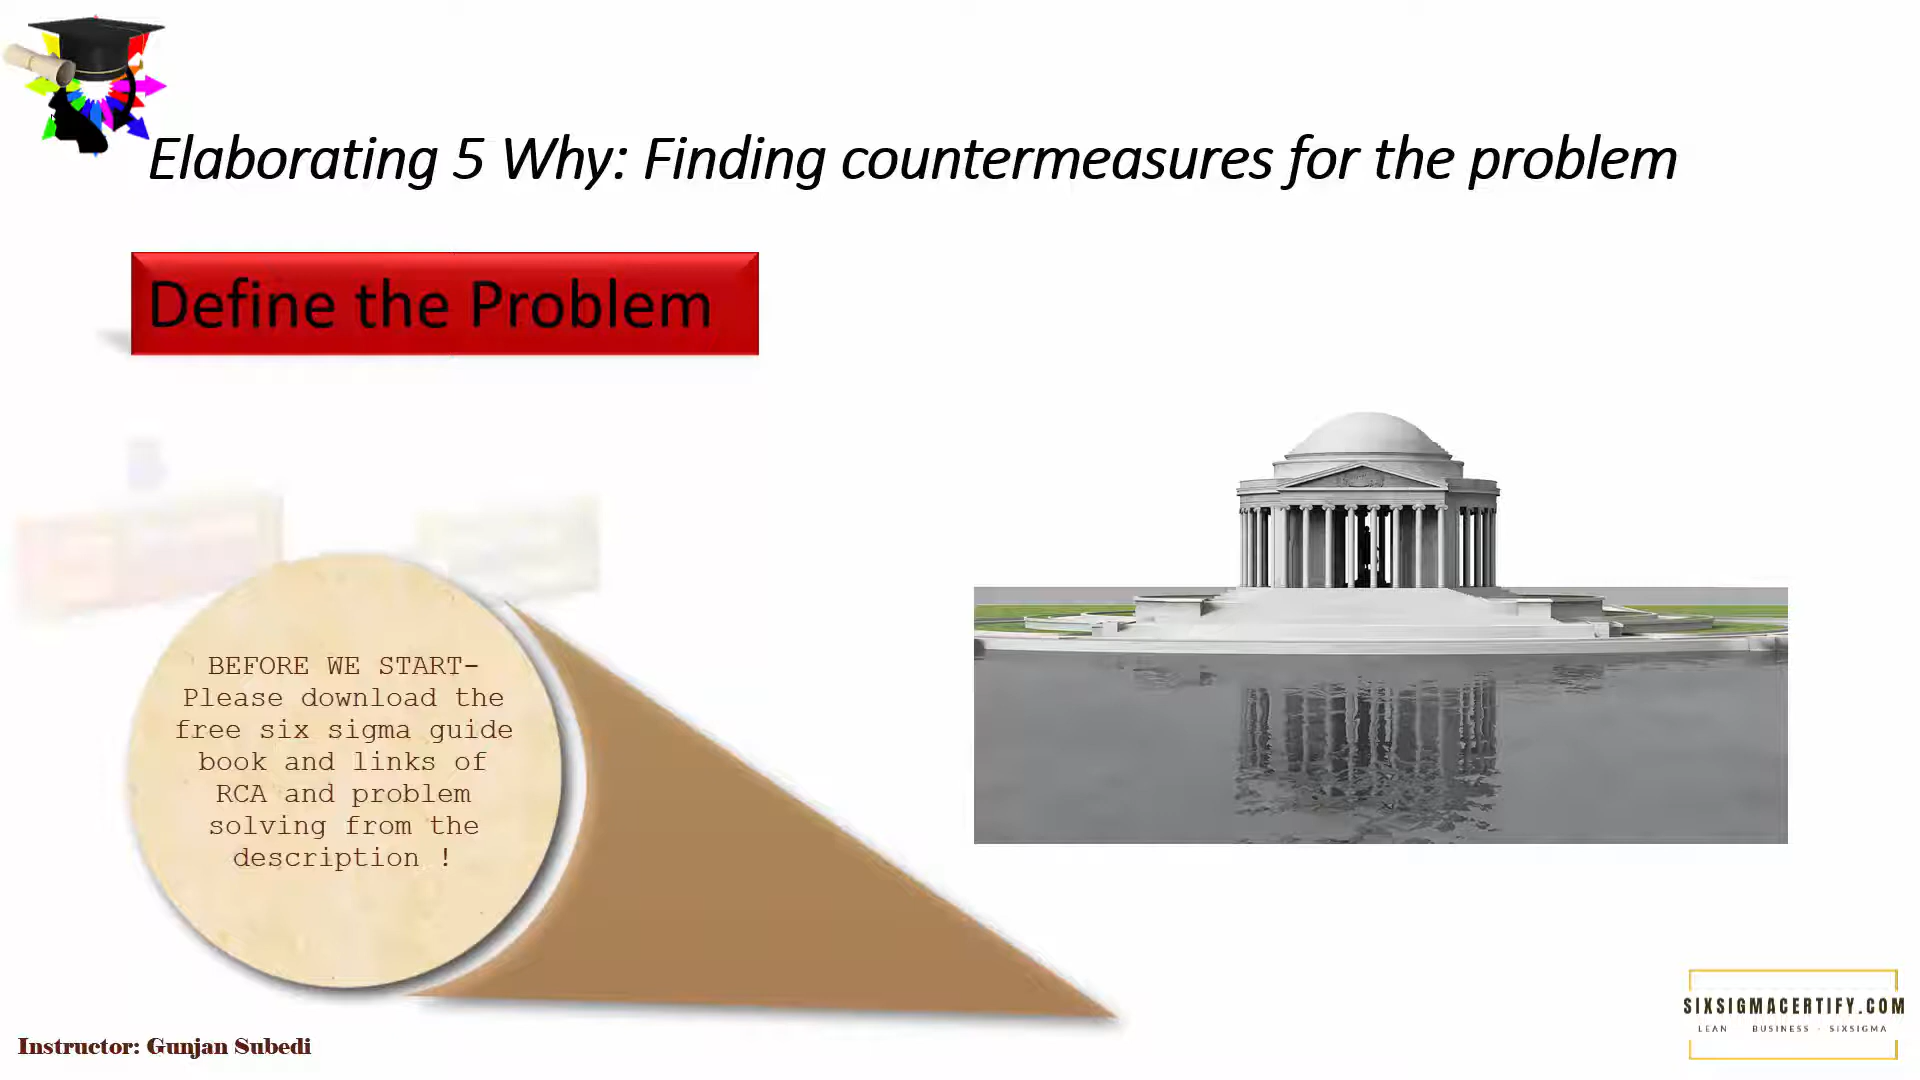 Elaborating 5 Why: Finding countermeasures for the problem
Define the Problem
BEFORE WE START-
Please download the
free six sigma guide
book and links of
RCA and problem
solving from the
description !
SIXSIGMACERTIFY.COM
LEAN BUSINESS - SIXSIGMA
Instructor: Gunjan Subedi